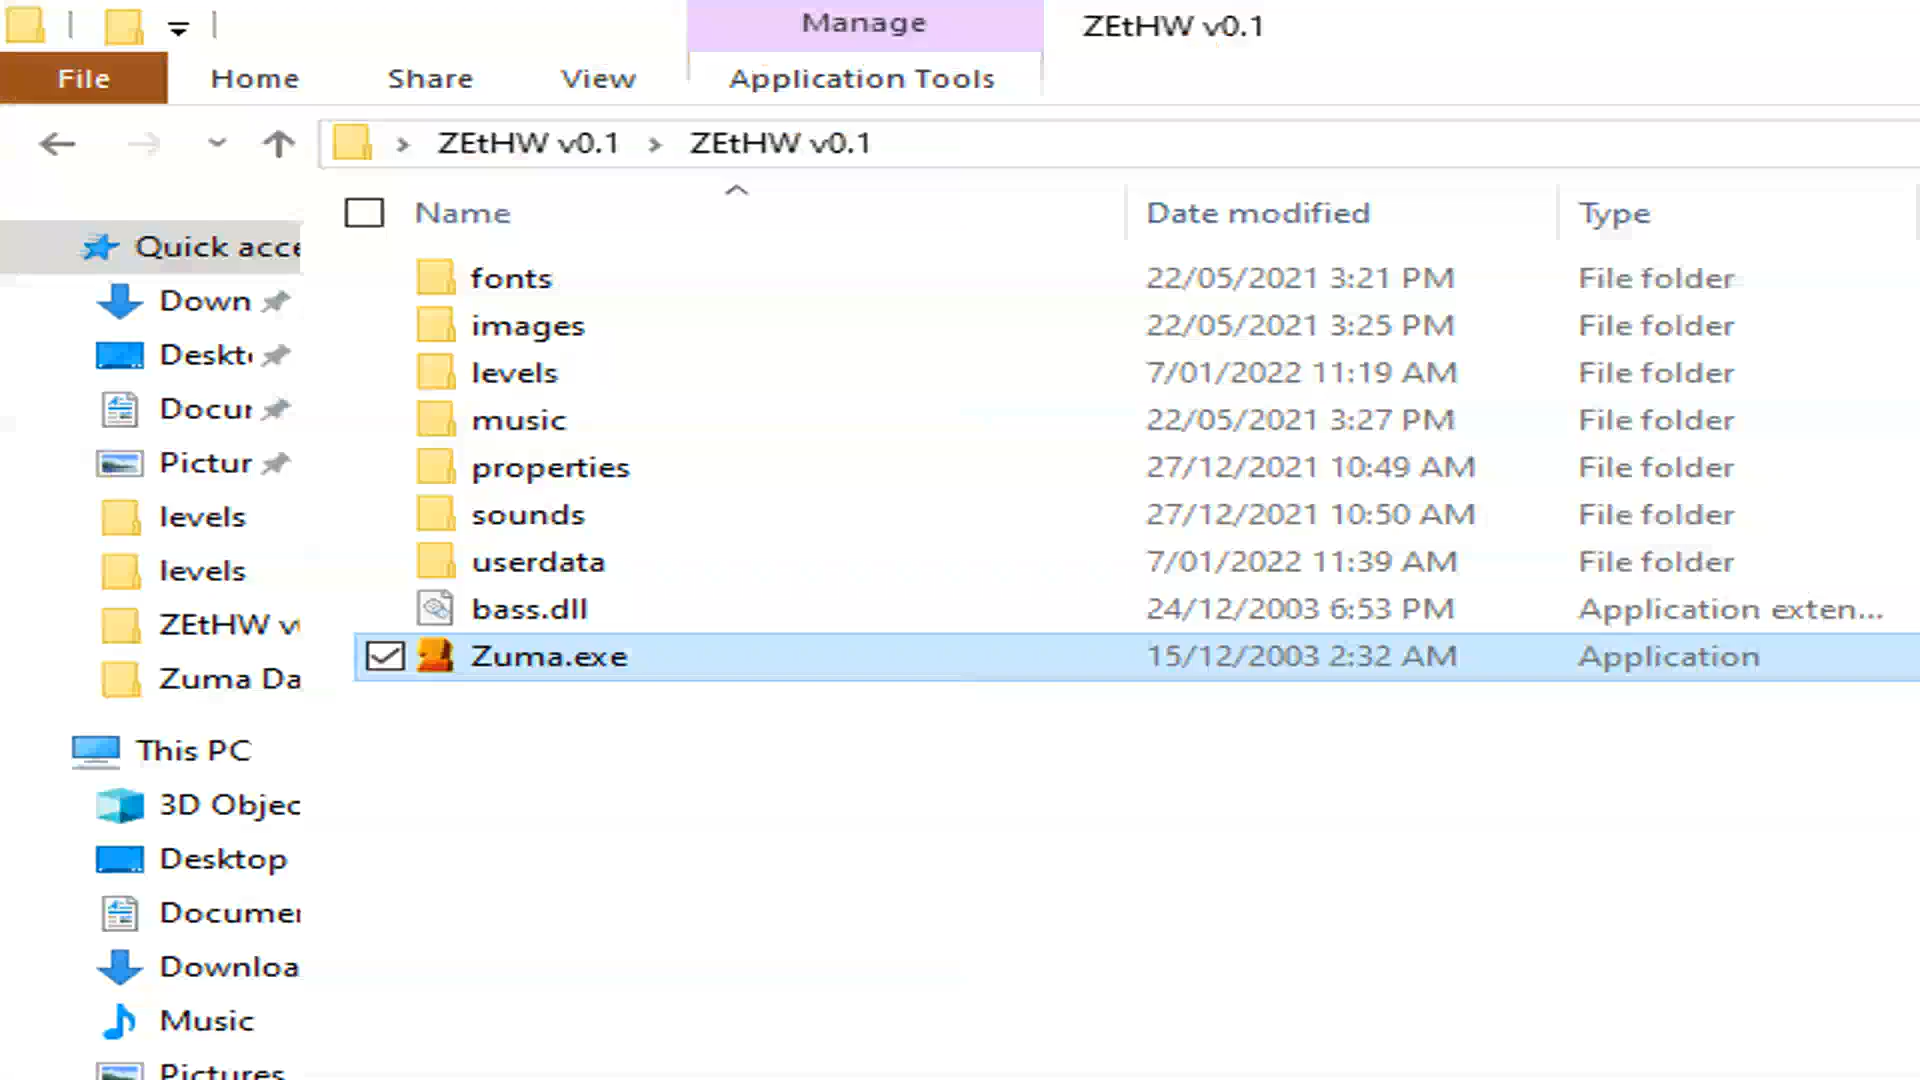 Manage
ZEtHW v0.1
File Home Share View Application Tools
ZEtHW v0.1 > ZEtHW v0.1
Name Date modified Type
Quick acce
Down
Deskt
Docur
Pictur
levels
levels
ZEtHW v
Zuma Da
This PC
3D Objec
Desktop
Documer
Downloa
Music
Pictures
fonts 22/05/2021 3:21 PM File folder
images 22/05/2021 3:25 PM File folder
levels 7/01/2022 11:19 AM File folder
music 22/05/2021 3:27 PM File folder
properties 27/12/2021 10:49 AM File folder
sounds 27/12/2021 10:50 AM File folder
userdata 7/01/2022 11:39 AM File folder
bass.dll 24/12/2003 6:53 PM Application exten...
Zuma.exe 15/12/2003 2:32 AM Application